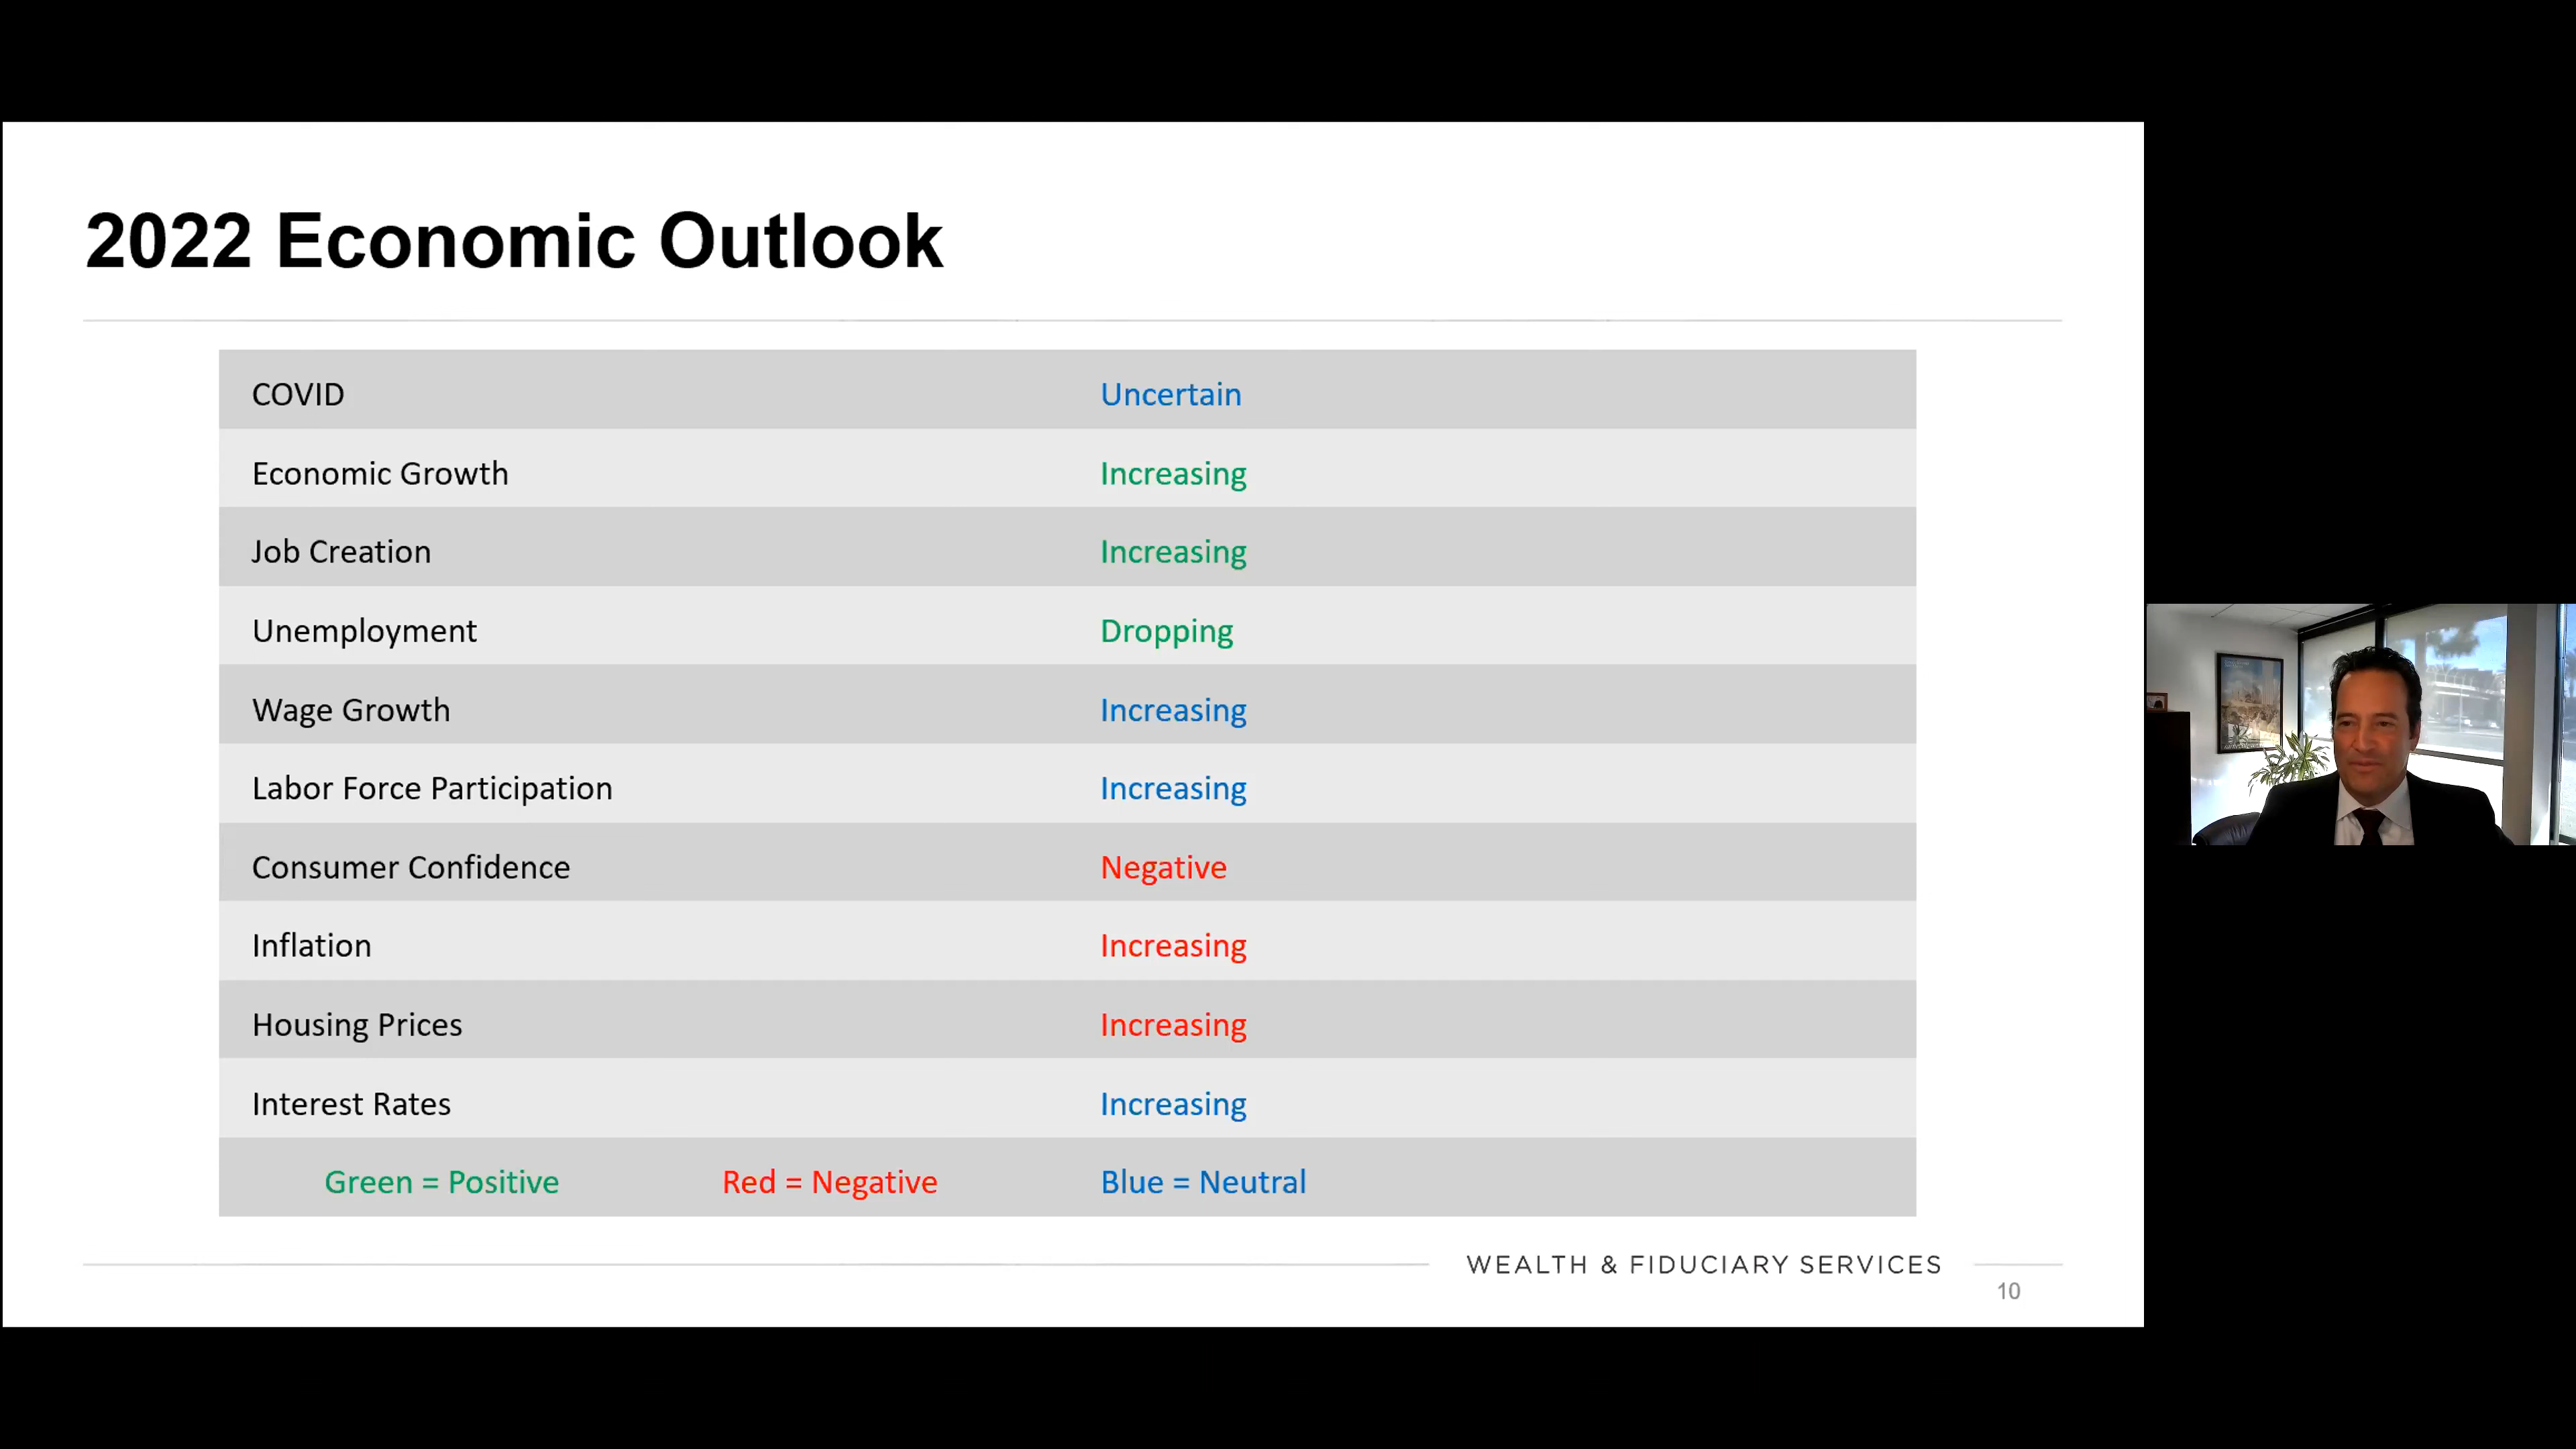 2022 Economic Outlook
COVID Uncertain
Economic Growth Increasing
Job Creation Increasing
Unemployment Dropping
Wage Growth Increasing
Labor Force Participation Increasing
Consumer Confidence Negative
Inflation Increasing
Housing Prices Increasing
Interest Rates Increasing
Green = Positive Red = Negative Blue = Neutral
WEALTH & FIDUCIARY SERVICES
10